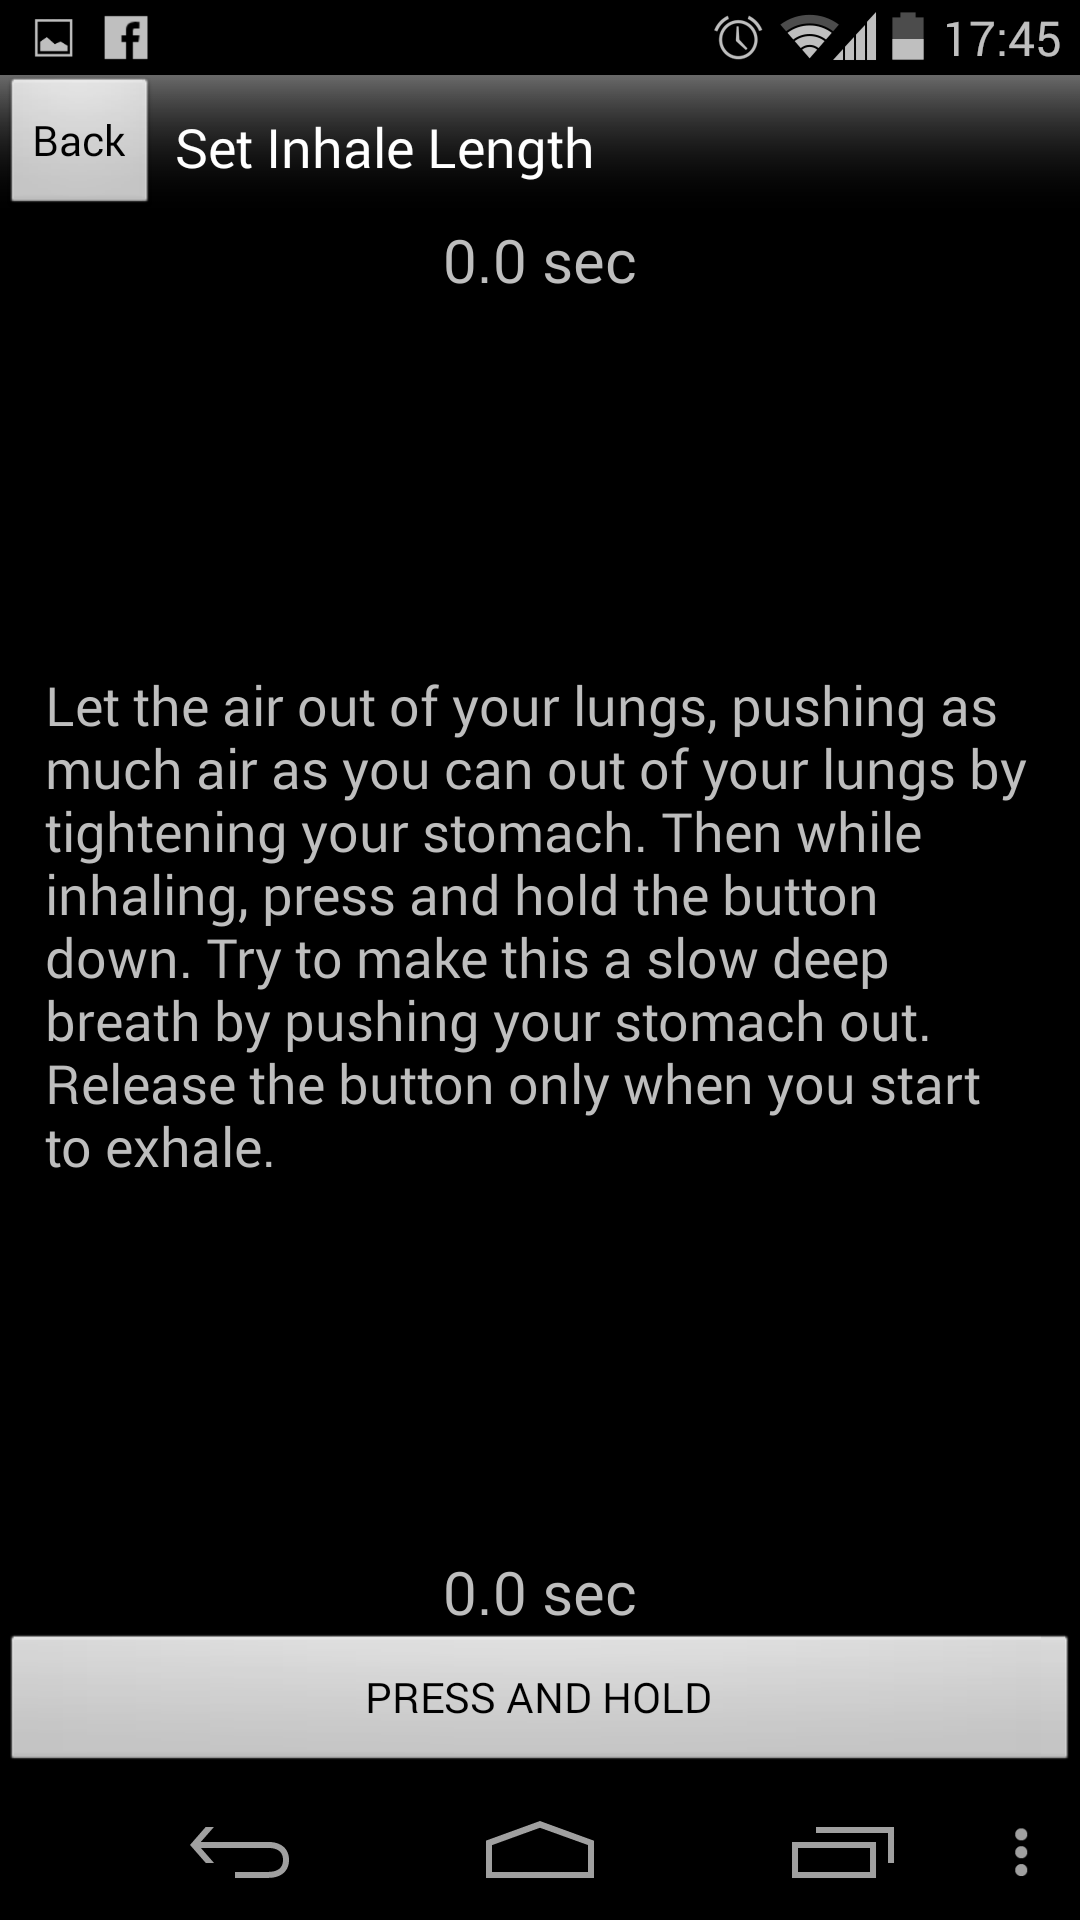 17:45
Back
Set Inhale Length
0.0 sec
Let the air out of your lungs, pushing as
much air as you can out of your lungs by
tightening your stomach. Then while
inhaling, press and hold the button
down. Try to make this a slow deep
breath by pushing your stomach out.
Release the button only when you start
to exhale.
0.0 sec
PRESS AND HOLD